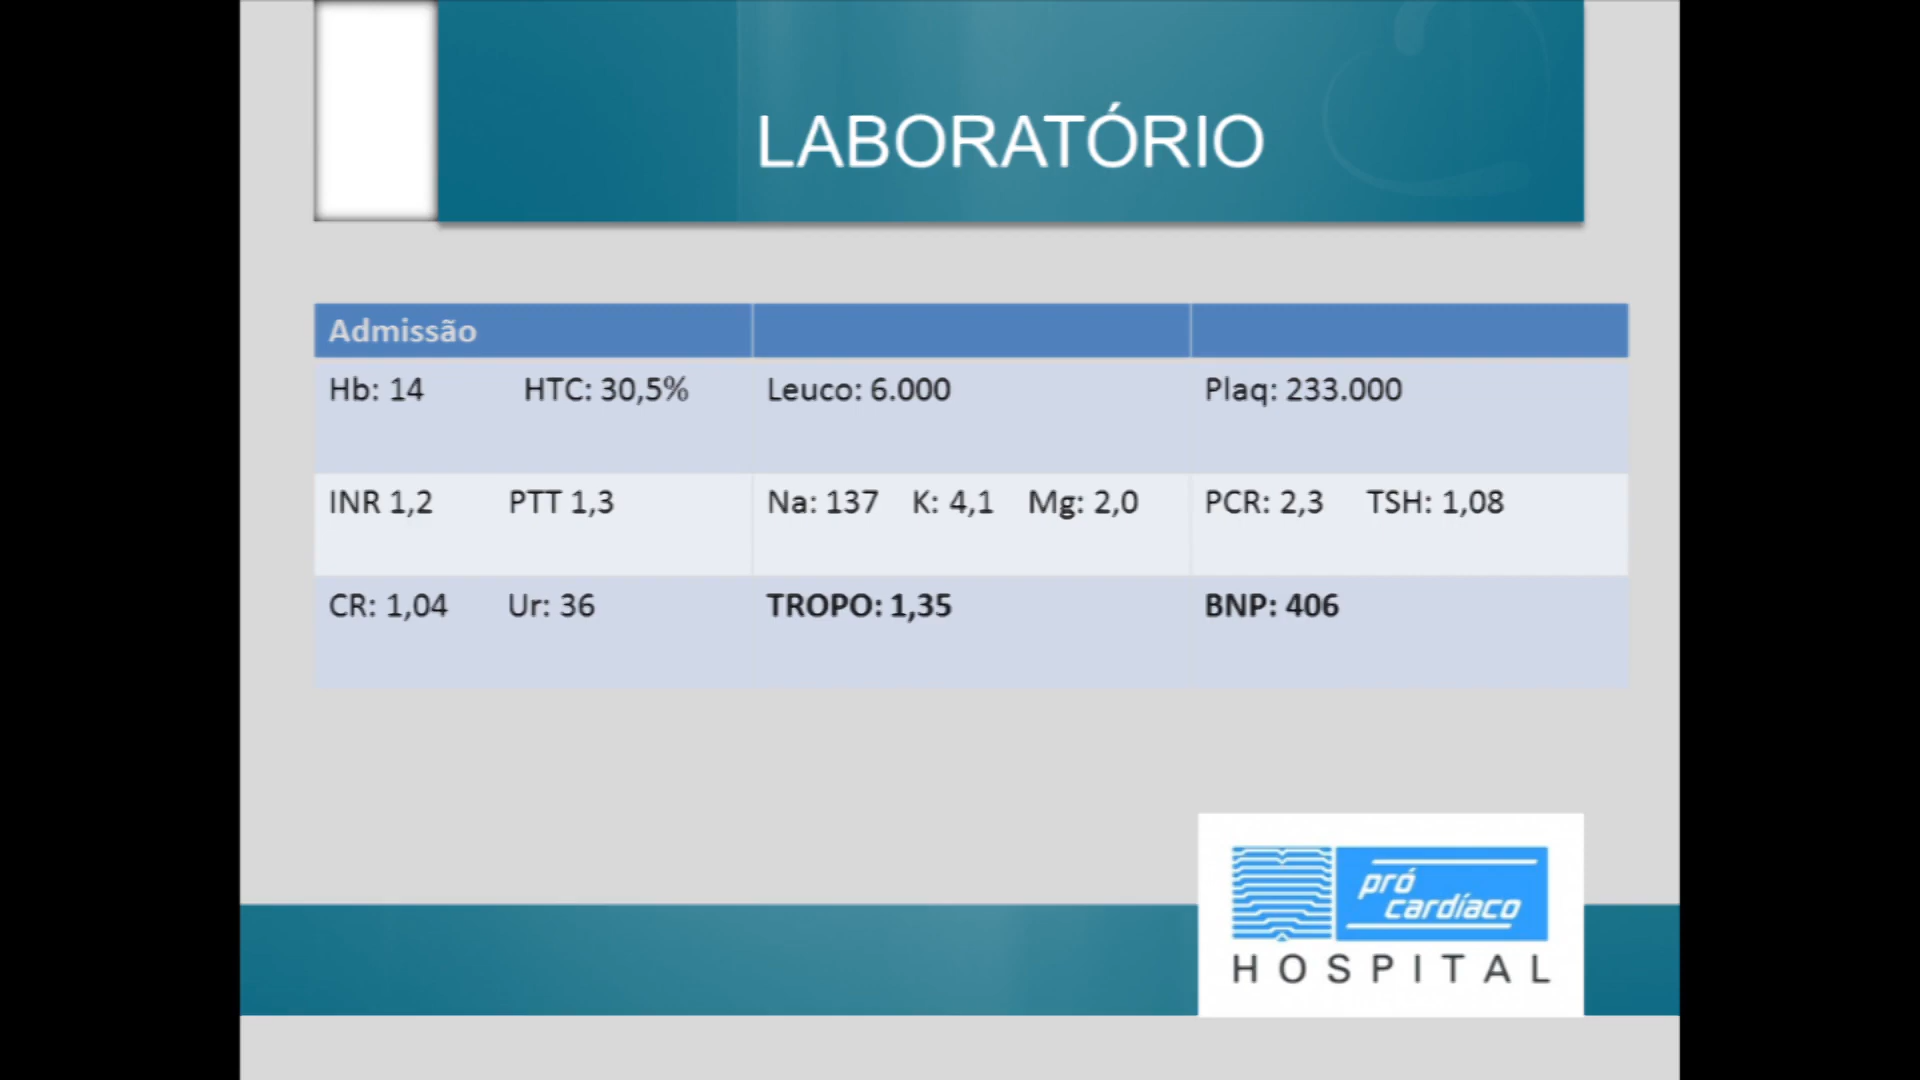 LABORATÓRIO
Admissão
Hb: 14 HTC: 30,5% Leuco: 6.000 Plaq: 233.000
INR 1,2 PTT 1,3 Na: 137 K: 4,1 Mg: 2,0 PCR: 2,3 TSH: 1,08
CR: 1,04 Ur: 36 TROPO: 1,35 BNP: 406
pró
cardíaco
HOSPITAL